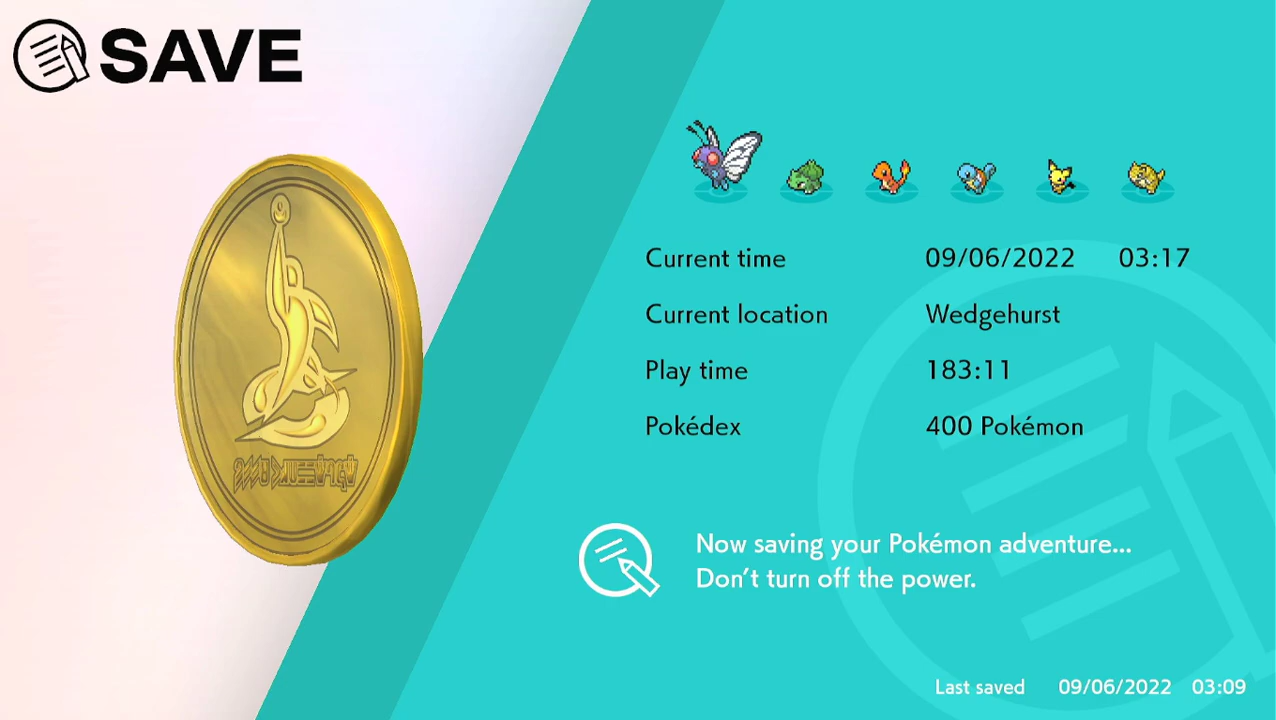 SAVE
Current time 09/06/2022 03:17
Current location Wedgehurst
Play time 183:11
Pokédex 400 Pokémon
Now saving your Pokémon adventure...
Don't turn off the power.
Last saved 09/06/2022 03:09